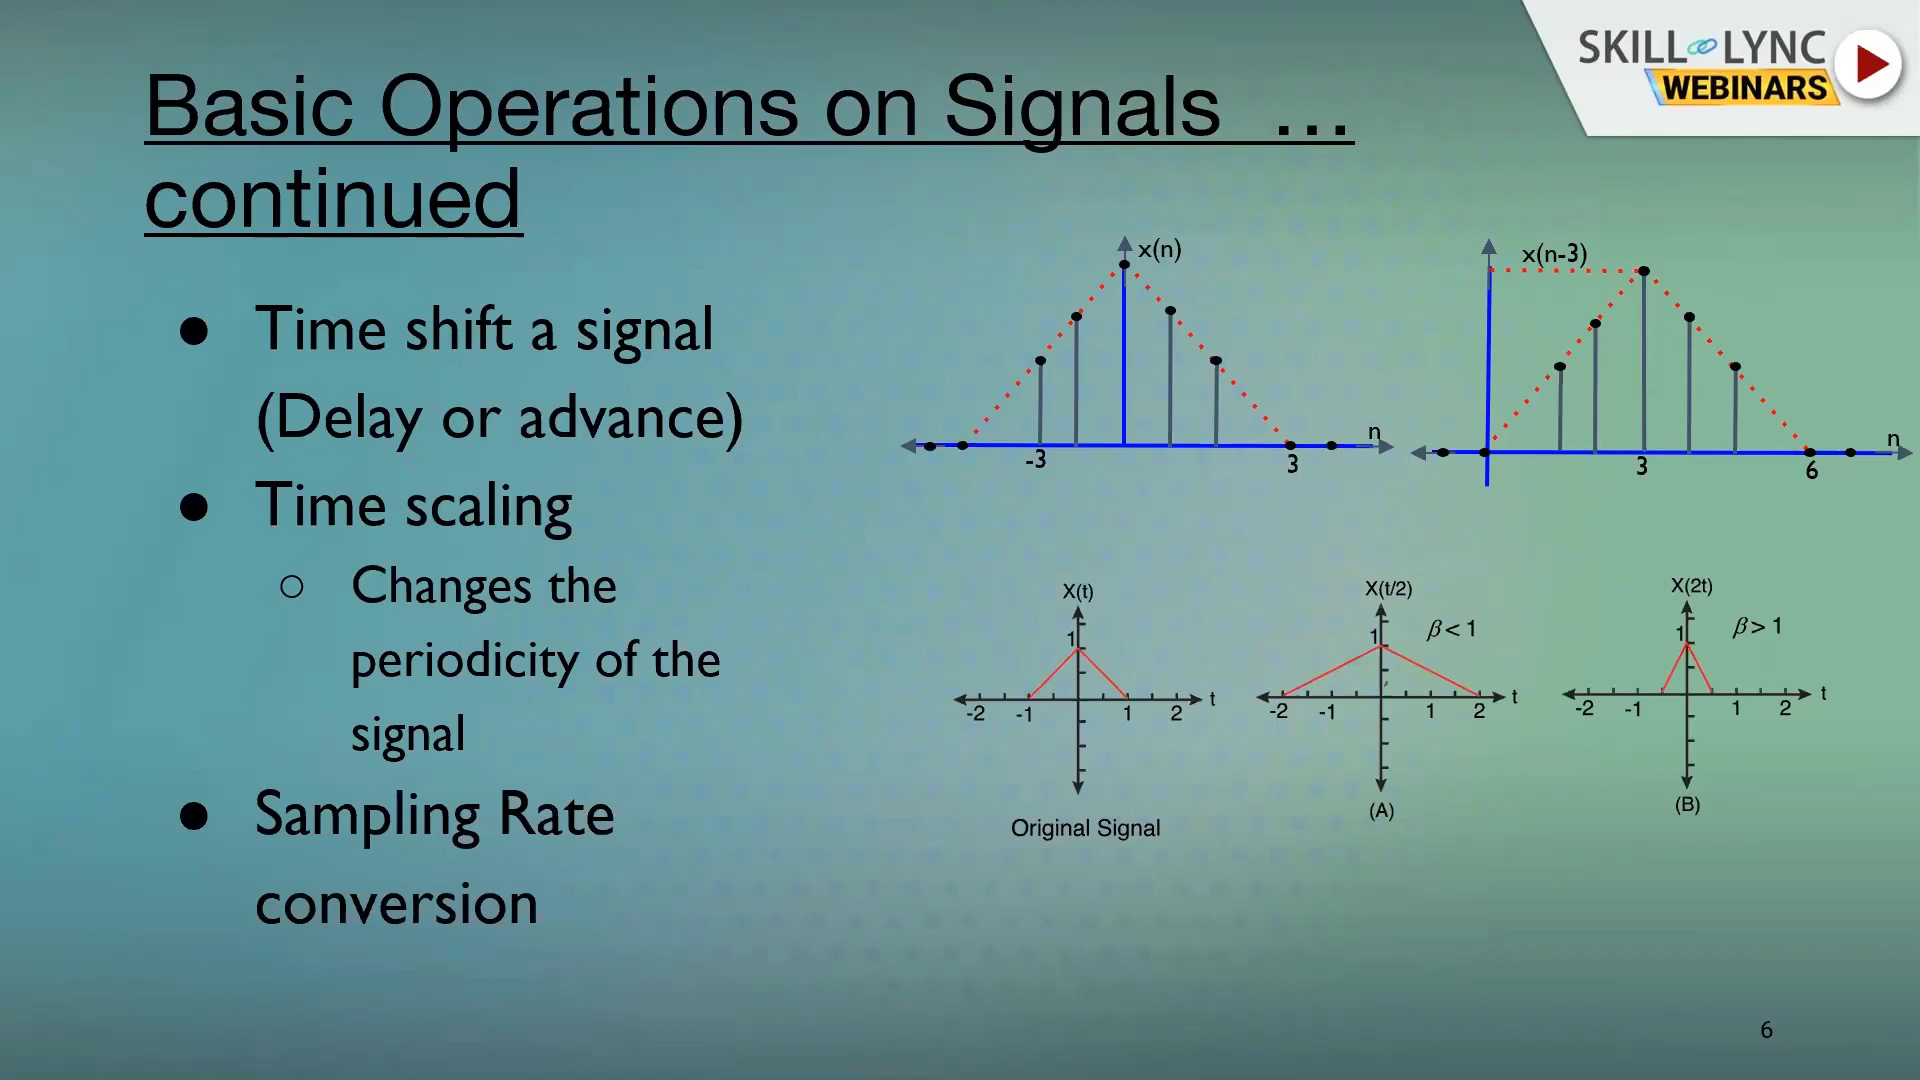 SKILL LYNC
WEBINARS
Basic Operations on Signals ...
continued
● Time shift a signal
(Delay or advance)
● Time scaling
○ Changes the
periodicity of the
signal
● Sampling Rate
conversion
x(n)
n
-3
3
x(n-3)
n
3
6
X(t)
1
t
-2 -1 1 2
Original Signal
X(t/2)
β < 1
1
t
-2 -1 1 2
(A)
X(2t)
β > 1
1
t
-2 -1 1 2
(B)
6